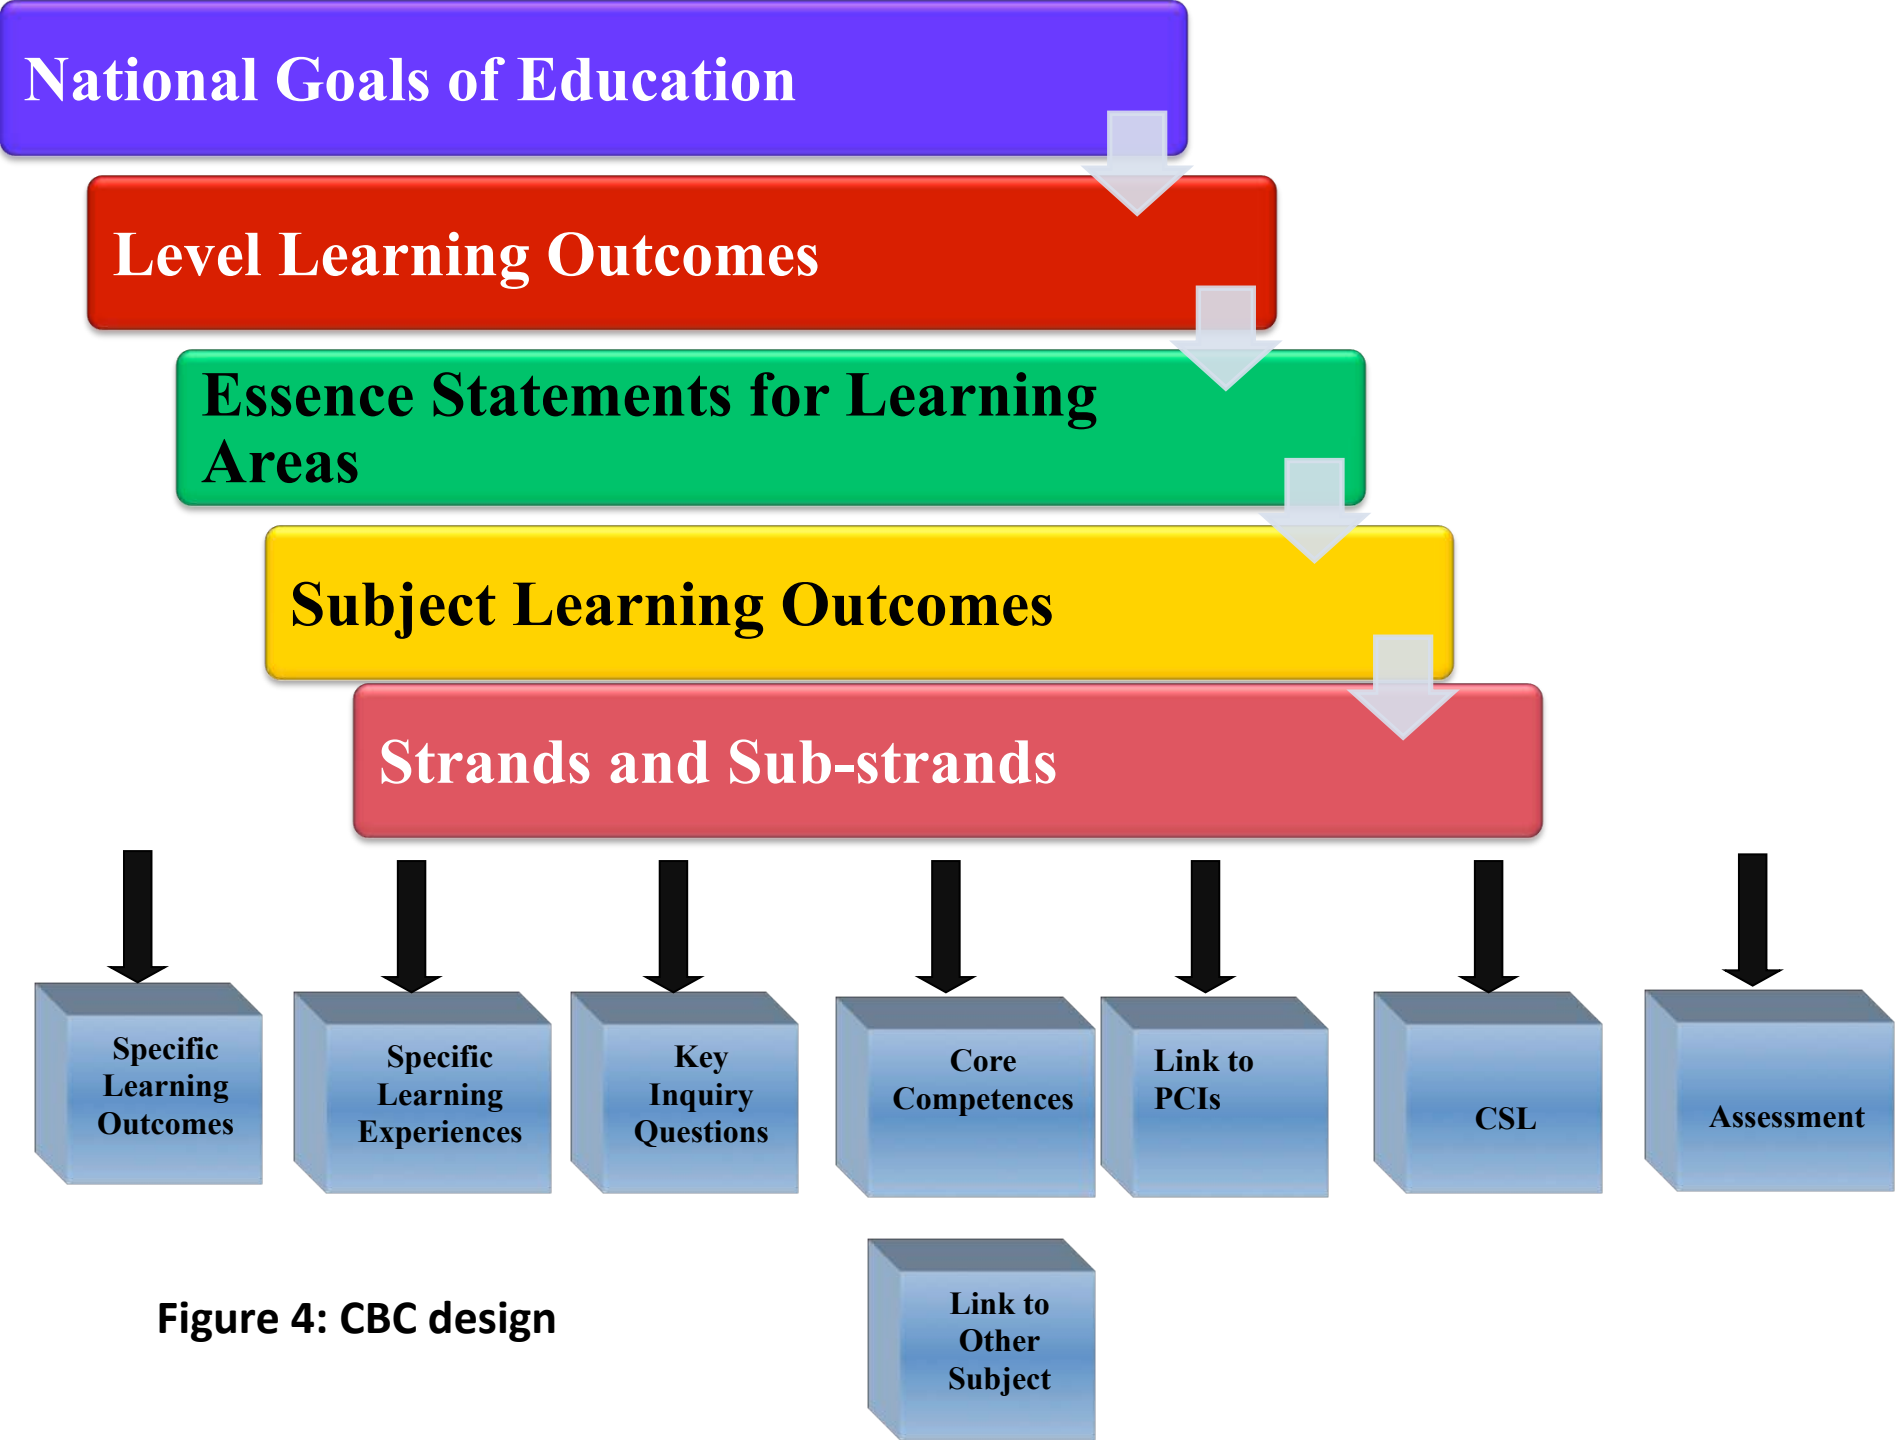 National Goals of Education
Level Learning Outcomes
Essence Statements for Learning
Areas
Subject Learning Outcomes
Strands and Sub-strands
Specific
Learning
Outcomes
Specific
Learning
Experiences
Key
Inquiry
Questions
Core
Competences
Link to
PCIs
CSL
Assessment
Link to
Other
Subject
Figure 4: CBC design